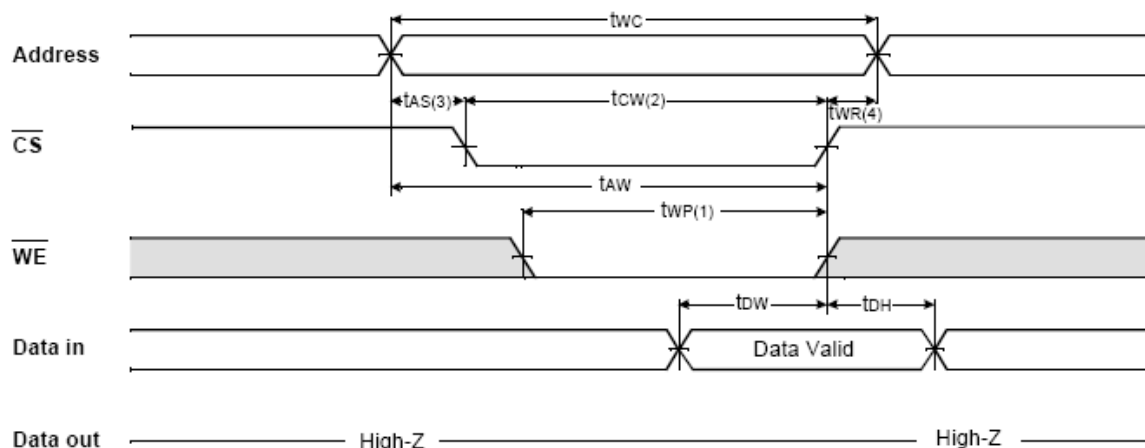 tWC
Address
tAS(3) tCW(2) tWR(4)
CS
tAW
tWP(1)
WE
tDW tDH
Data in Data Valid
Data out High-Z High-Z